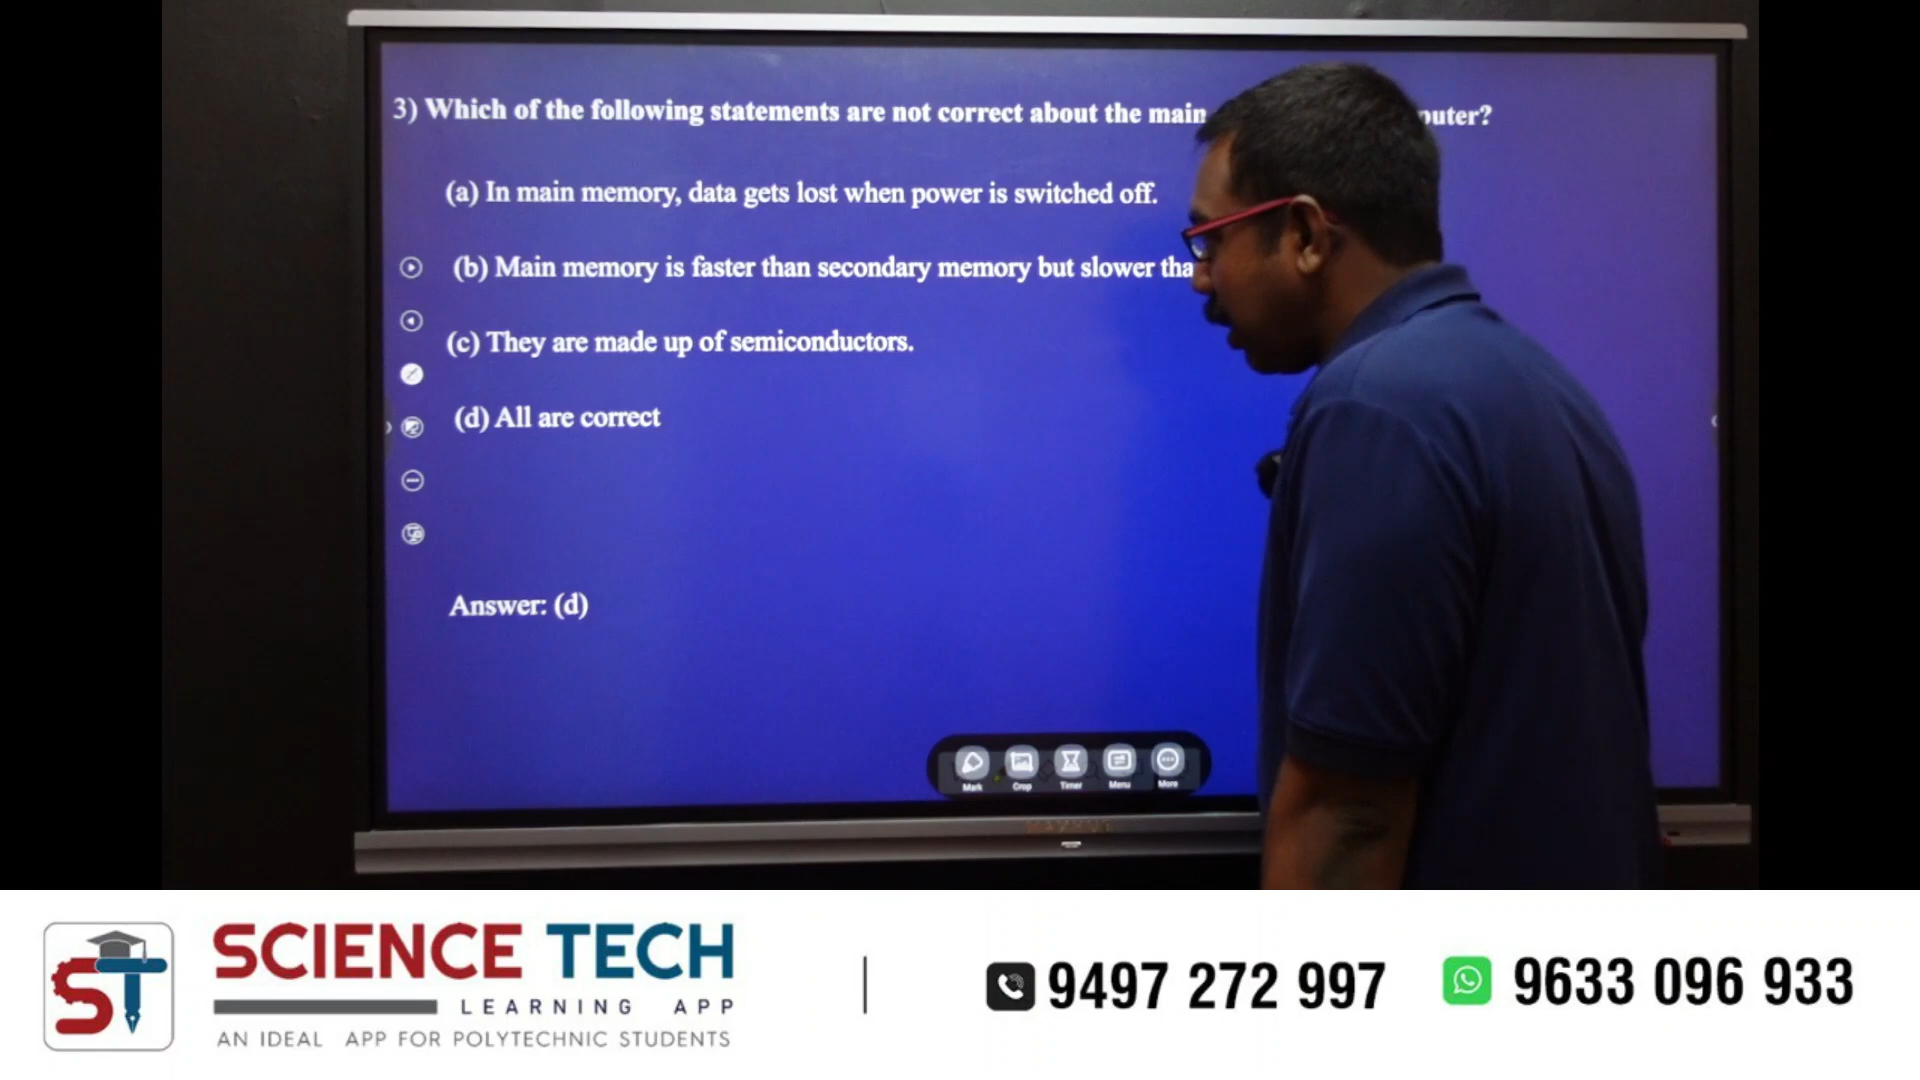 3) Which of the following statements are not correct about the main puter?
(a) In main memory, data gets lost when power is switched off.
(b) Main memory is faster than secondary memory but slower tha
(c) They are made up of semiconductors.
(d) All are correct
Answer: (d)
Mark Crop Timer Menu More
SCIENCE TECH
LEARNING APP
AN IDEAL APP FOR POLYTECHNIC STUDENTS
9497 272 997
9633 096 933